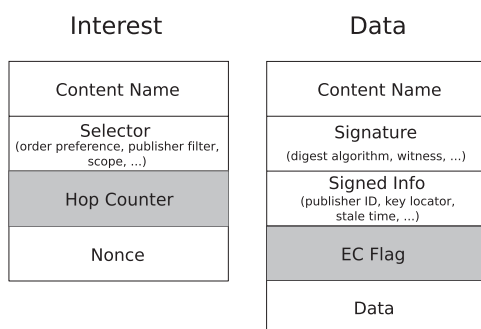 Interest
Content Name
Selector
(order preference, publisher filter,
scope, ...)
Hop Counter
Nonce
Data
Content Name
Signature
(digest algorithm, witness, ...)
Signed Info
(publisher ID, key locator,
stale time, ...)
EC Flag
Data